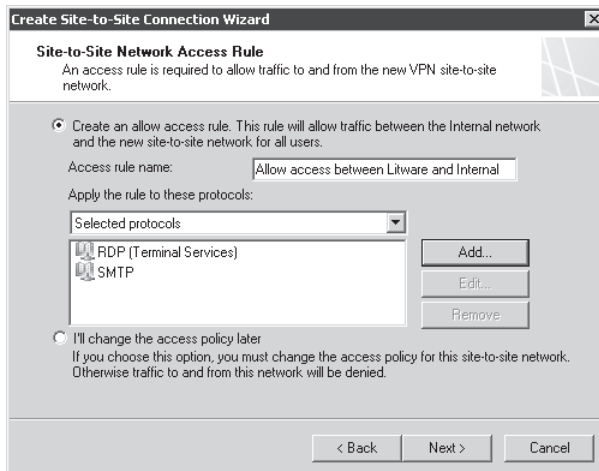 Create Site-to-Site Connection Wizard
Site-to-Site Network Access Rule
An access rule is required to allow traffic to and from the new VPN site-to-site
network.
Create an allow access rule. This rule will allow traffic between the Internal network
and the new site-to-site network for all users.
Access rule name: Allow access between Litware and Internal
Apply the rule to these protocols:
Selected protocols
RDP (Terminal Services)
SMTP
Add...
Edit...
Remove
I'll change the access policy later
If you choose this option, you must change the access policy for this site-to-site network.
Otherwise traffic to and from this network will be denied.
< Back Next > Cancel